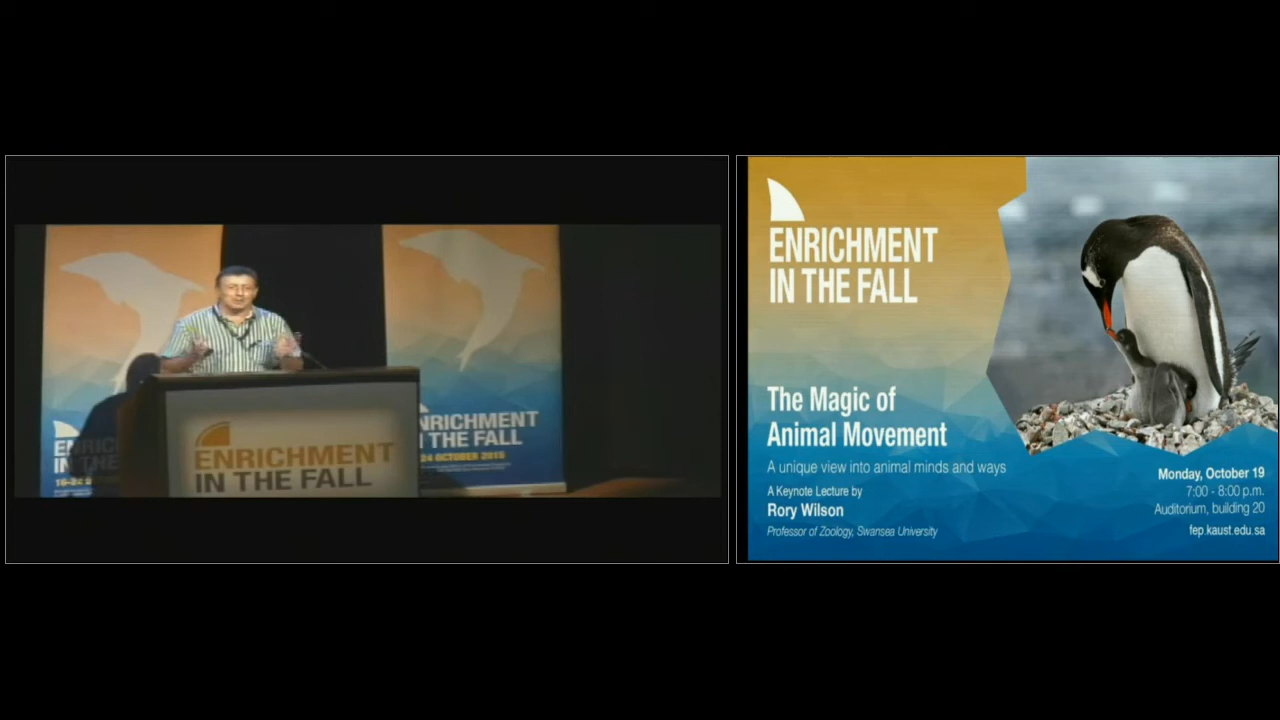 ENRICHMENT
IN THE FALL
24 OCTOBER 2015
ENRICHMENT
IN THE FALL
ENRICHMENT
IN THE FALL
The Magic of
Animal Movement
A unique view into animal minds and ways
A Keynote Lecture by
Rory Wilson
Professor of Zoology, Swansea University
Monday, October 19
7:00 - 8:00 p.m.
Auditorium, building 20
fep.kaust.edu.sa